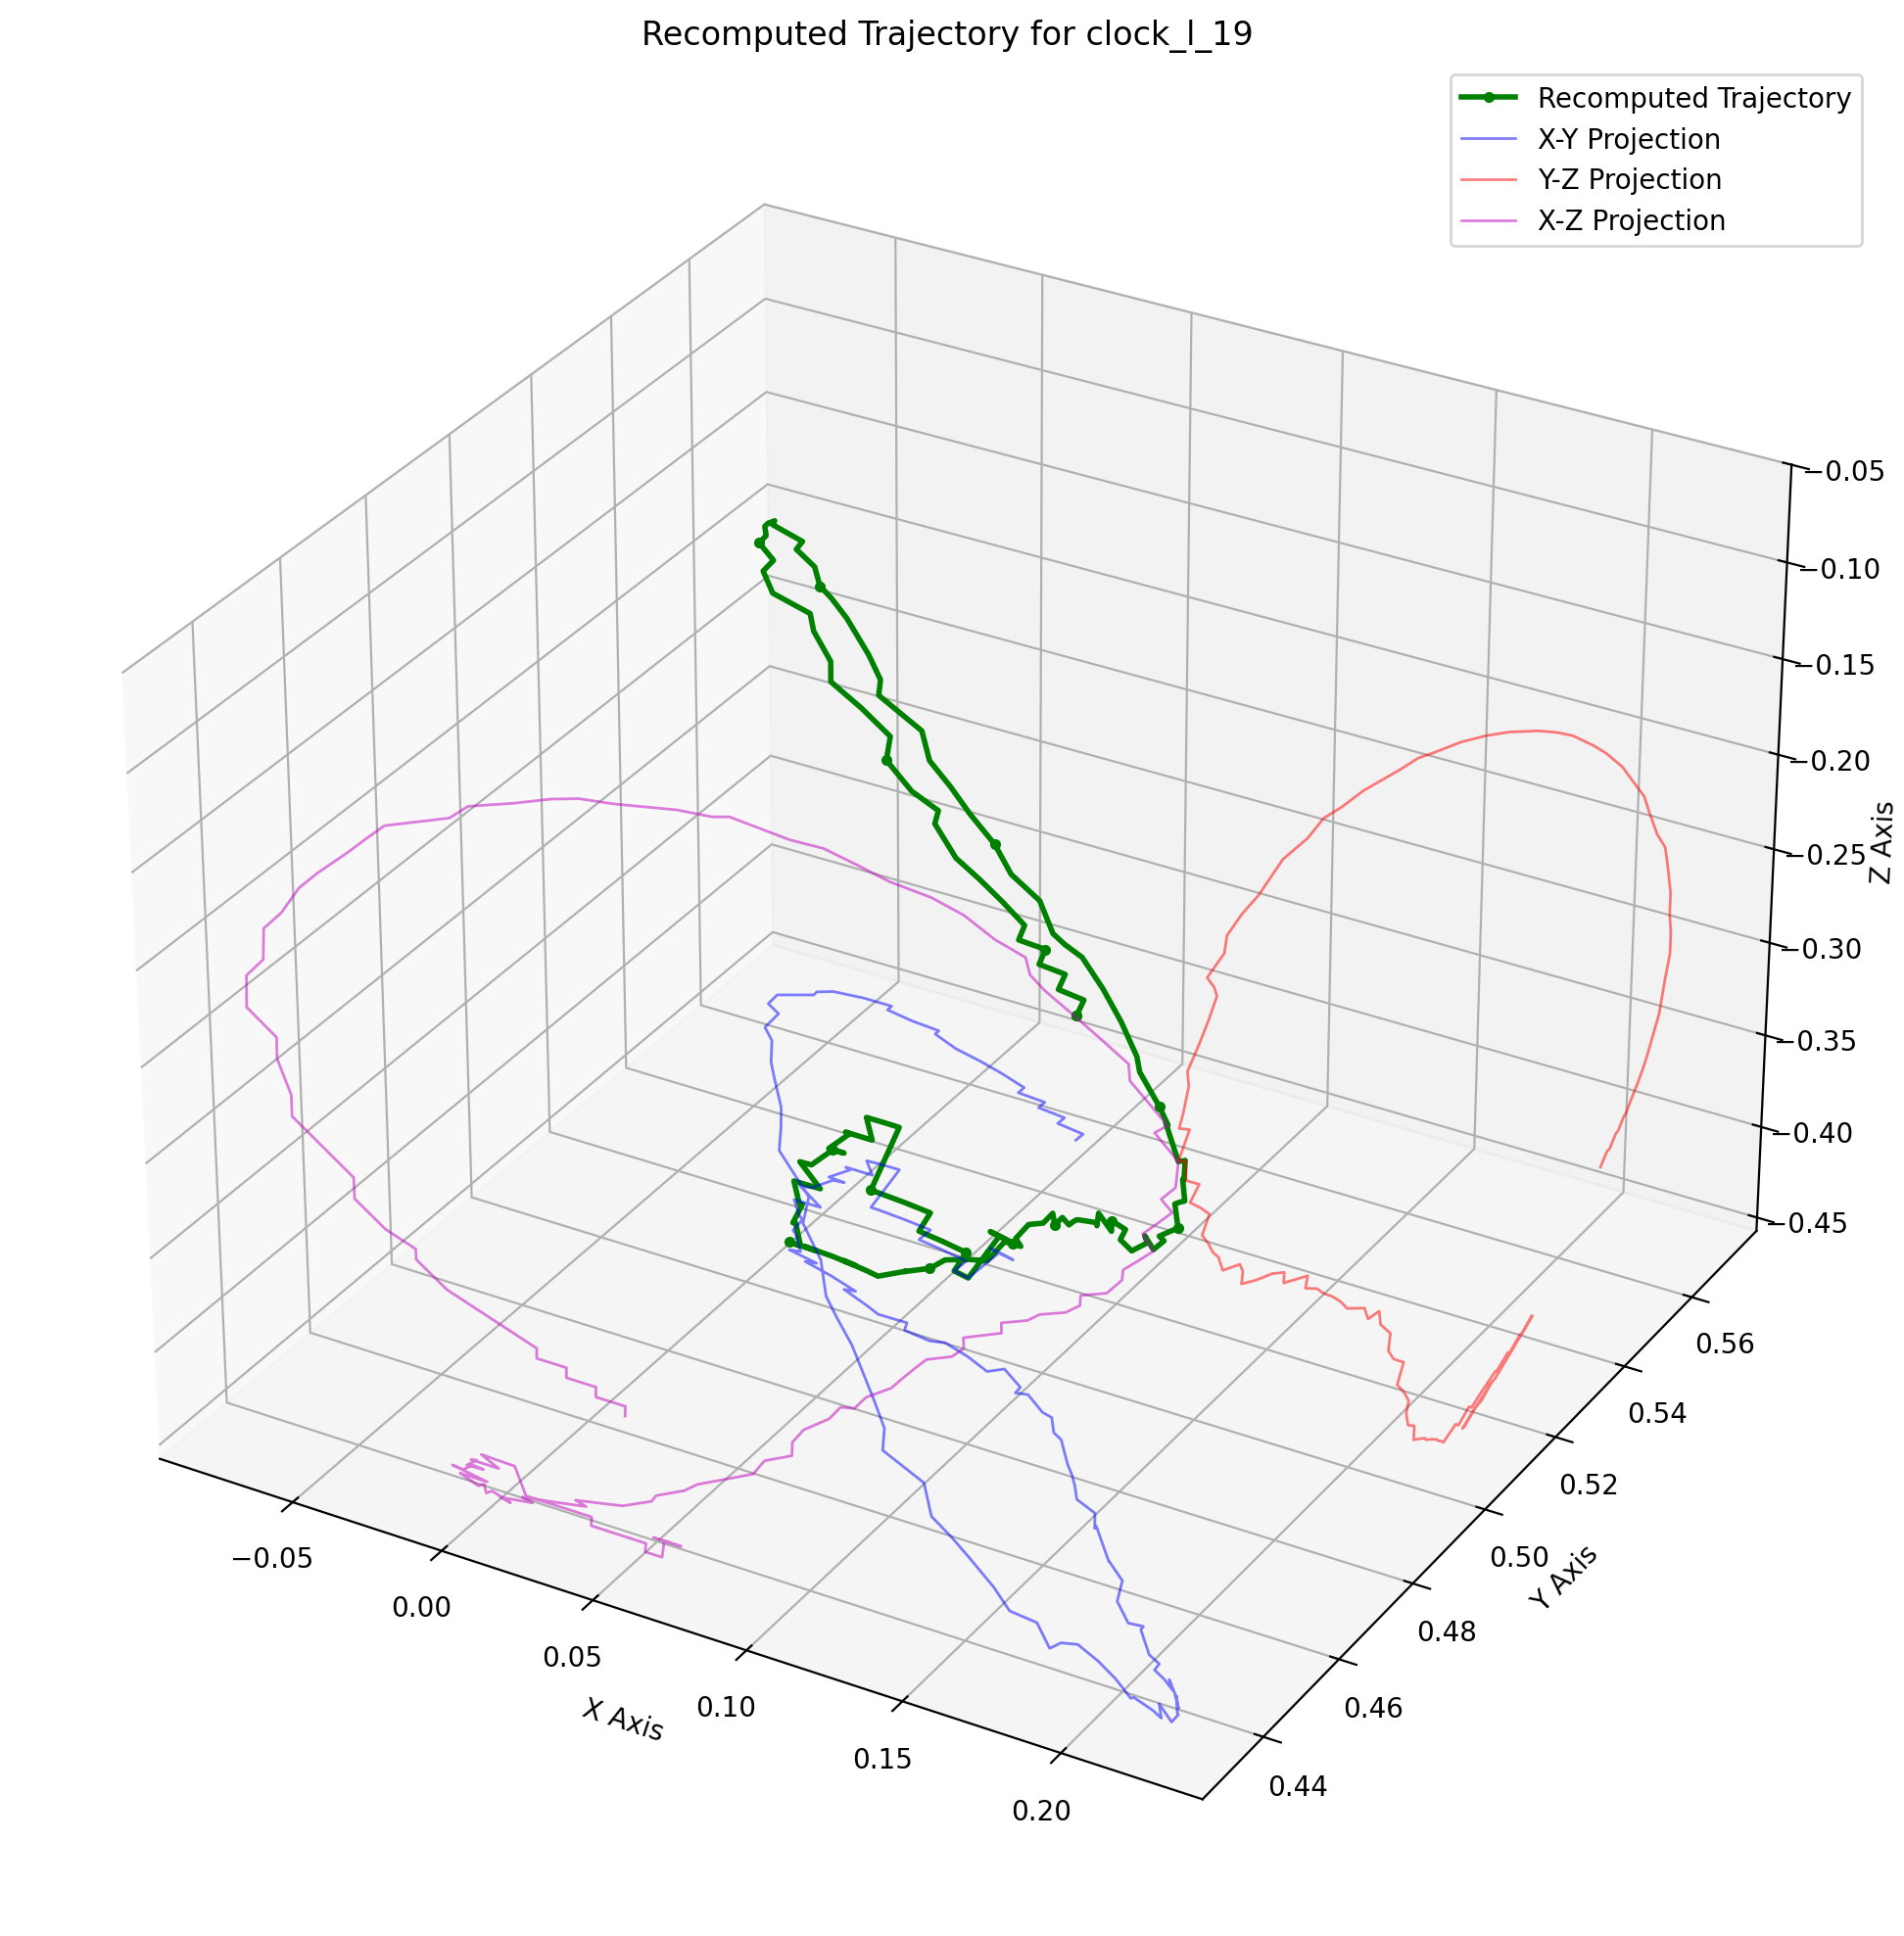 Recomputed Trajectory for clock_l_19
Recomputed Trajectory
X-Y Projection
Y-Z Projection
X-Z Projection
−0.05
−0.10
−0.15
−0.20
−0.25
−0.30
−0.35
−0.40
−0.45
Z Axis
0.56
0.54
0.52
0.50
0.48
0.46
0.44
Y Axis
−0.05
0.00
0.05
0.10
0.15
0.20
X Axis